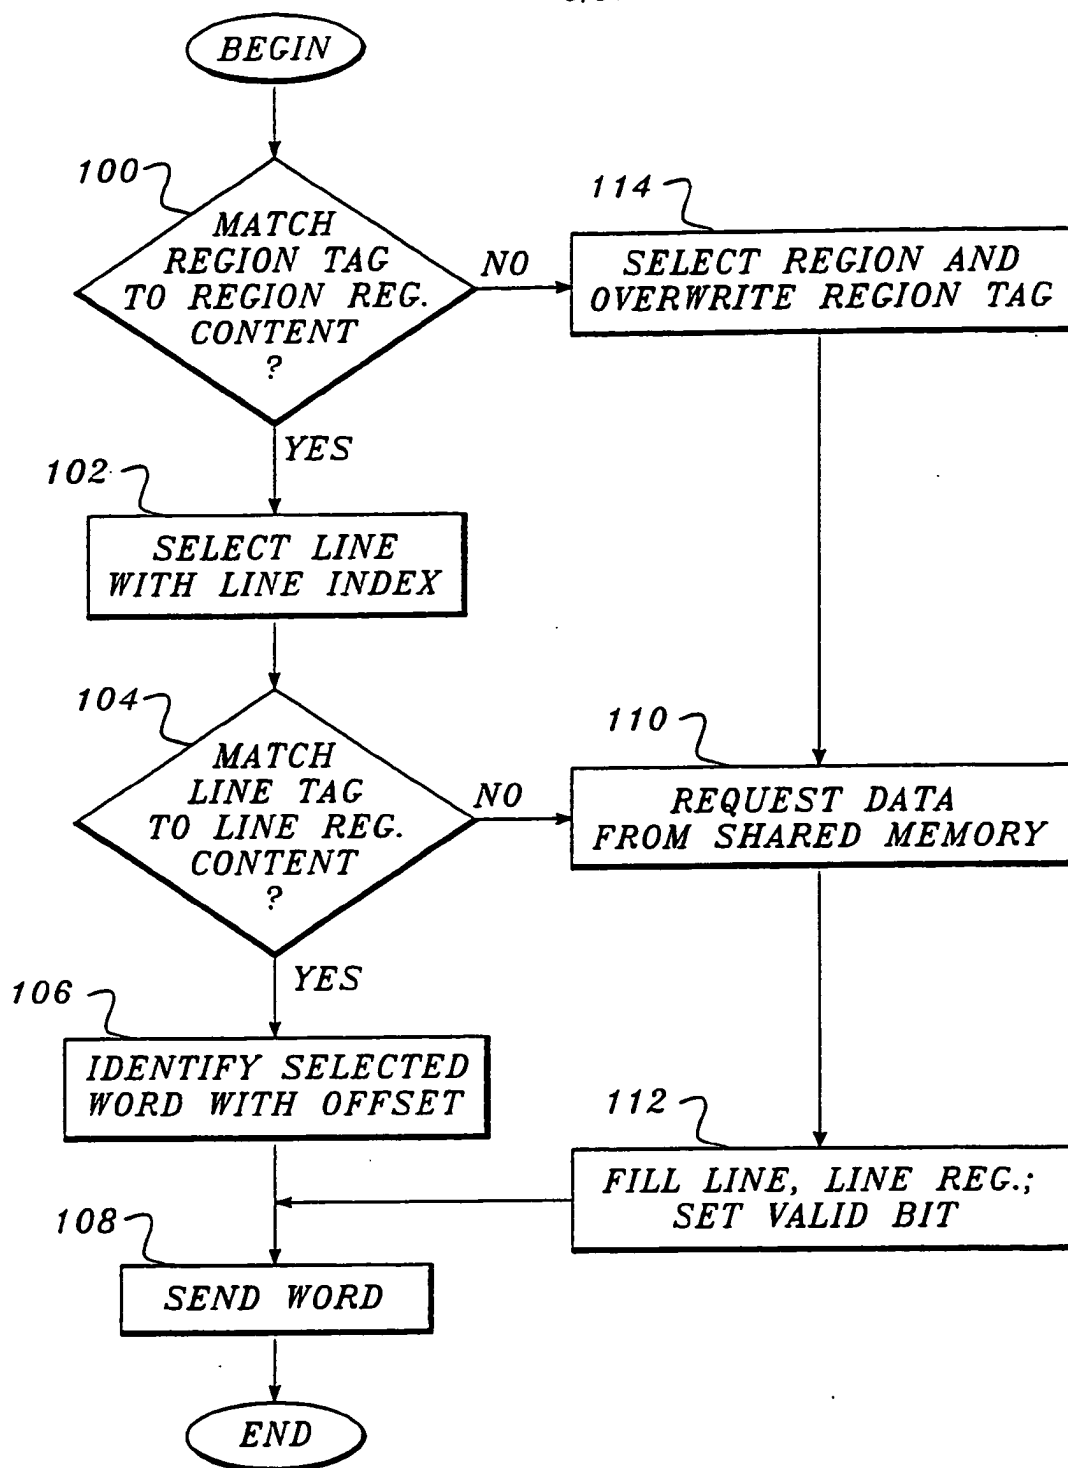 BEGIN
100
MATCH
REGION TAG
TO REGION REG.
CONTENT
?
NO
114
SELECT REGION AND
OVERWRITE REGION TAG
YES
102
SELECT LINE
WITH LINE INDEX
104
MATCH
LINE TAG
TO LINE REG.
CONTENT
?
NO
110
REQUEST DATA
FROM SHARED MEMORY
YES
106
IDENTIFY SELECTED
WORD WITH OFFSET
112
FILL LINE, LINE REG.;
SET VALID BIT
108
SEND WORD
END